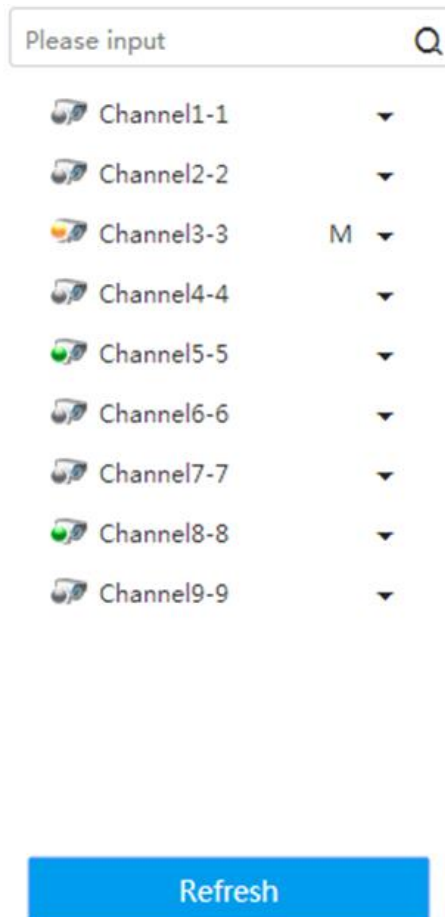 Please input
Channel1-1
Channel2-2
Channel3-3 M
Channel4-4
Channel5-5
Channel6-6
Channel7-7
Channel8-8
Channel9-9
Refresh